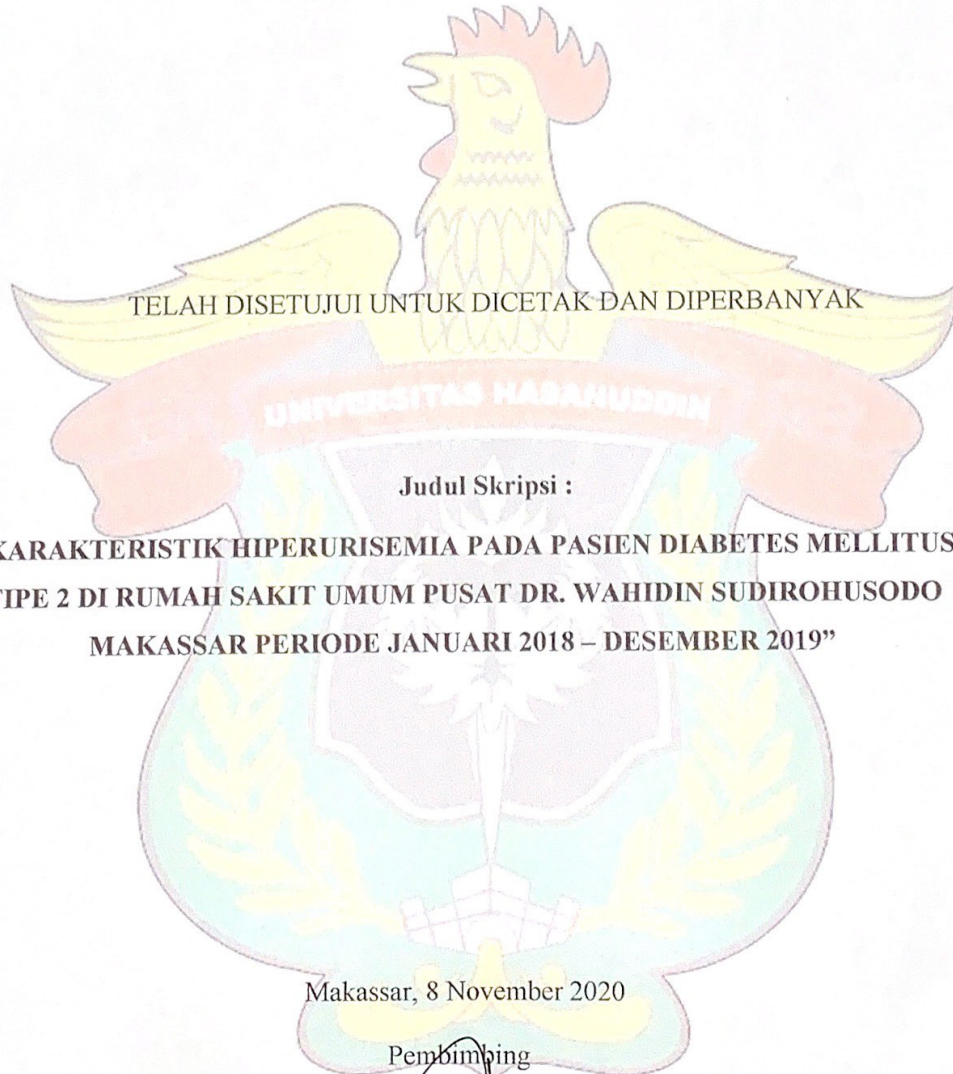 TELAH DISETUJUI UNTUK DICETAK DAN DIPERBANYAK
UNIVERSITAS HASANUDDIN
Judul Skripsi :
KARAKTERISTIK HIPERURISEMIA PADA PASIEN DIABETES MELLITUS
TIPE 2 DI RUMAH SAKIT UMUM PUSAT DR. WAHIDIN SUDIROHUSODO
MAKASSAR PERIODE JANUARI 2018 – DESEMBER 2019”
Makassar, 8 November 2020
Pembimbing